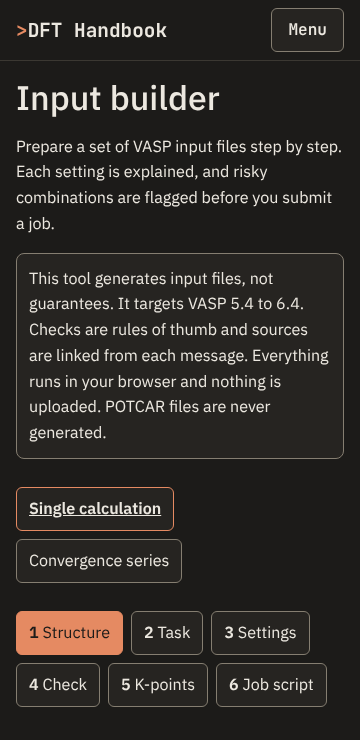 >DFT Handbook
Menu
Input builder
Prepare a set of VASP input files step by step.
Each setting is explained, and risky
combinations are flagged before you submit
a job.
This tool generates input files, not
guarantees. It targets VASP 5.4 to 6.4.
Checks are rules of thumb and sources
are linked from each message. Everything
runs in your browser and nothing is
uploaded. POTCAR files are never
generated.
Single calculation
Convergence series
1 Structure
2 Task
3 Settings
4 Check
5 K-points
6 Job script